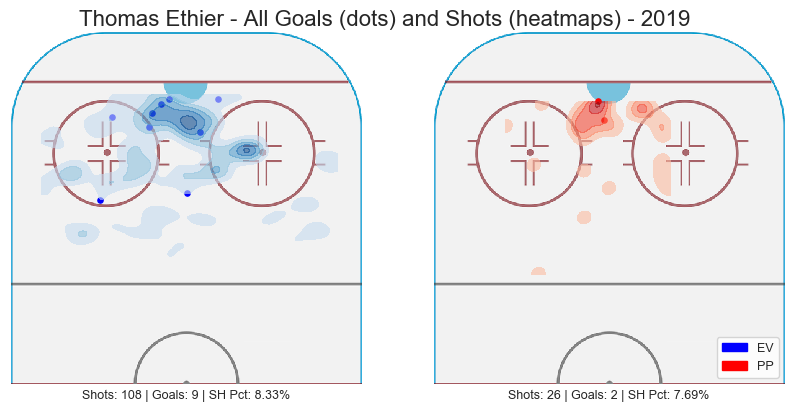 Thomas Ethier - All Goals (dots) and Shots (heatmaps) - 2019
EV
PP
Shots: 108 | Goals: 9 | SH Pct: 8.33%
Shots: 26 | Goals: 2 | SH Pct: 7.69%